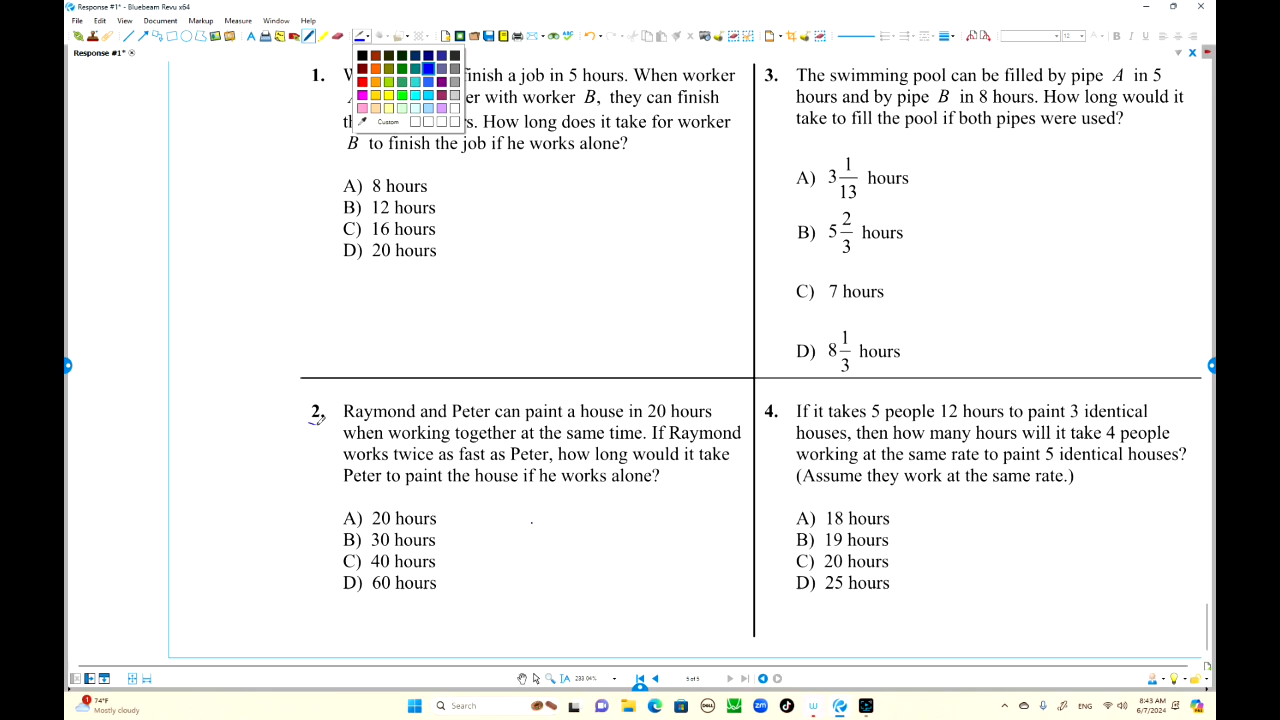 Response #1* - Bluebeam Revu x64
File Edit View Document Markup Measure Window Help
Response #1*
1. W finish a job in 5 hours. When worker
er with worker B, they can finish
th s. How long does it take for worker
B to finish the job if he works alone?
A) 8 hours
B) 12 hours
C) 16 hours
D) 20 hours
Custom
2. Raymond and Peter can paint a house in 20 hours
when working together at the same time. If Raymond
works twice as fast as Peter, how long would it take
Peter to paint the house if he works alone?
A) 20 hours
B) 30 hours
C) 40 hours
D) 60 hours
3. The swimming pool can be filled by pipe A in 5
hours and by pipe B in 8 hours. How long would it
take to fill the pool if both pipes were used?
A) 3 1/13 hours
B) 5 2/3 hours
C) 7 hours
D) 8 1/3 hours
4. If it takes 5 people 12 hours to paint 3 identical
houses, then how many hours will it take 4 people
working at the same rate to paint 5 identical houses?
(Assume they work at the same rate.)
A) 18 hours
B) 19 hours
C) 20 hours
D) 25 hours
233.04% 5 of 5
74°F
Mostly cloudy
Search
ENG
8:43 AM
6/7/2024